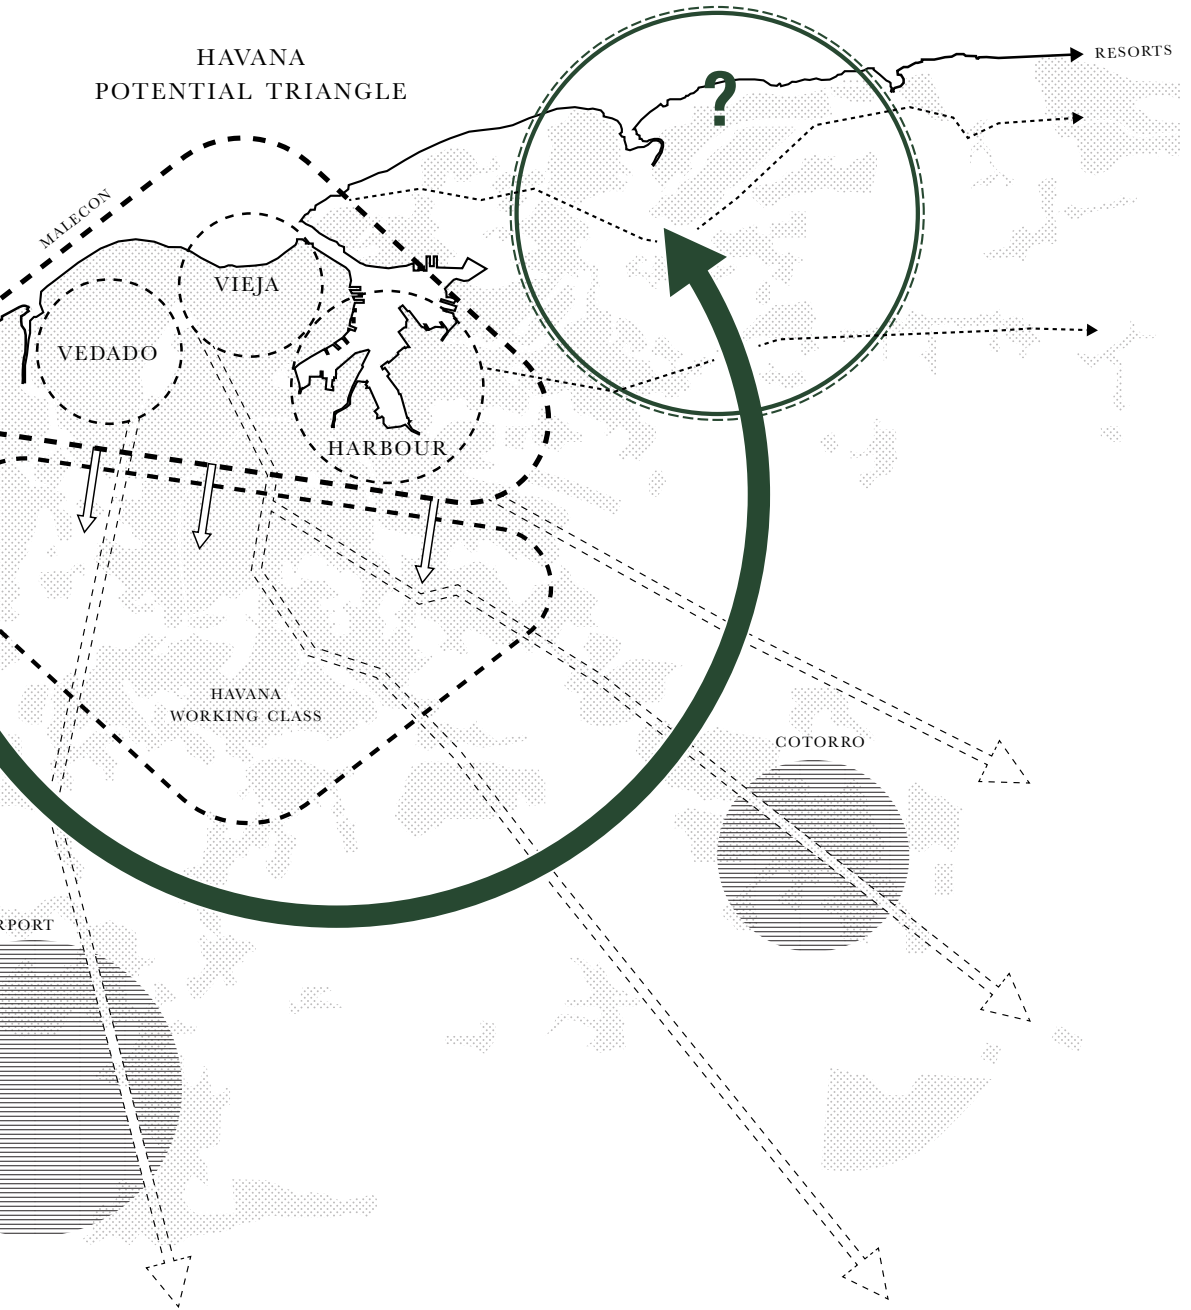 HAVANA
POTENTIAL TRIANGLE
RESORTS
?
MALECON
VIEJA
VEDADO
HARBOUR
HAVANA
WORKING CLASS
COTORRO
RPORT